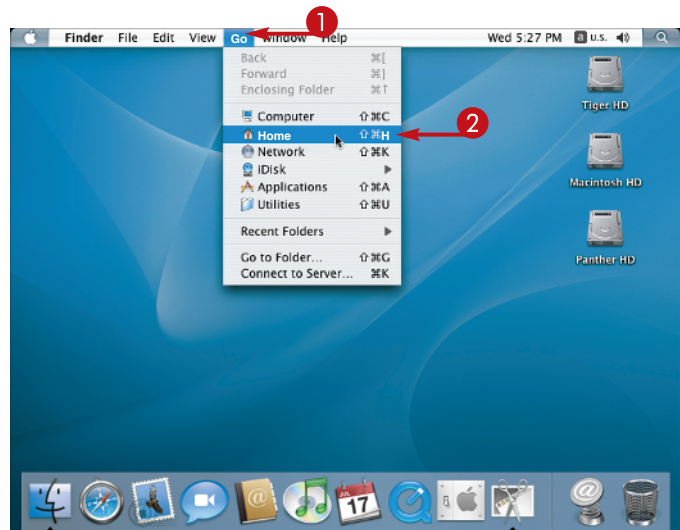 1
Finder File Edit View Go Window Help Wed 5:27 PM a U.S.
Back ⌘[
Forward ⌘]
Enclosing Folder ⌘↑
Computer ⇧⌘C
Home ⇧⌘H
2
Network ⇧⌘K
iDisk
Applications ⇧⌘A
Utilities ⇧⌘U
Recent Folders
Go to Folder... ⇧⌘G
Connect to Server... ⌘K
Tiger HD
Macintosh HD
Panther HD
@
JUL
17
@